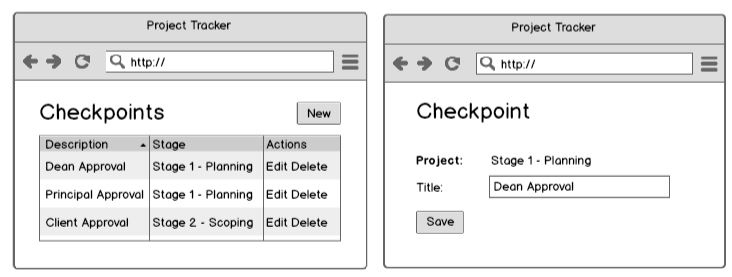 Project Tracker
http://
Checkpoints
New
Description Stage Actions
Dean Approval Stage 1 - Planning Edit Delete
Principal Approval Stage 1 - Planning Edit Delete
Client Approval Stage 2 - Scoping Edit Delete
Project Tracker
http://
Checkpoint
Project: Stage 1 - Planning
Title: Dean Approval
Save